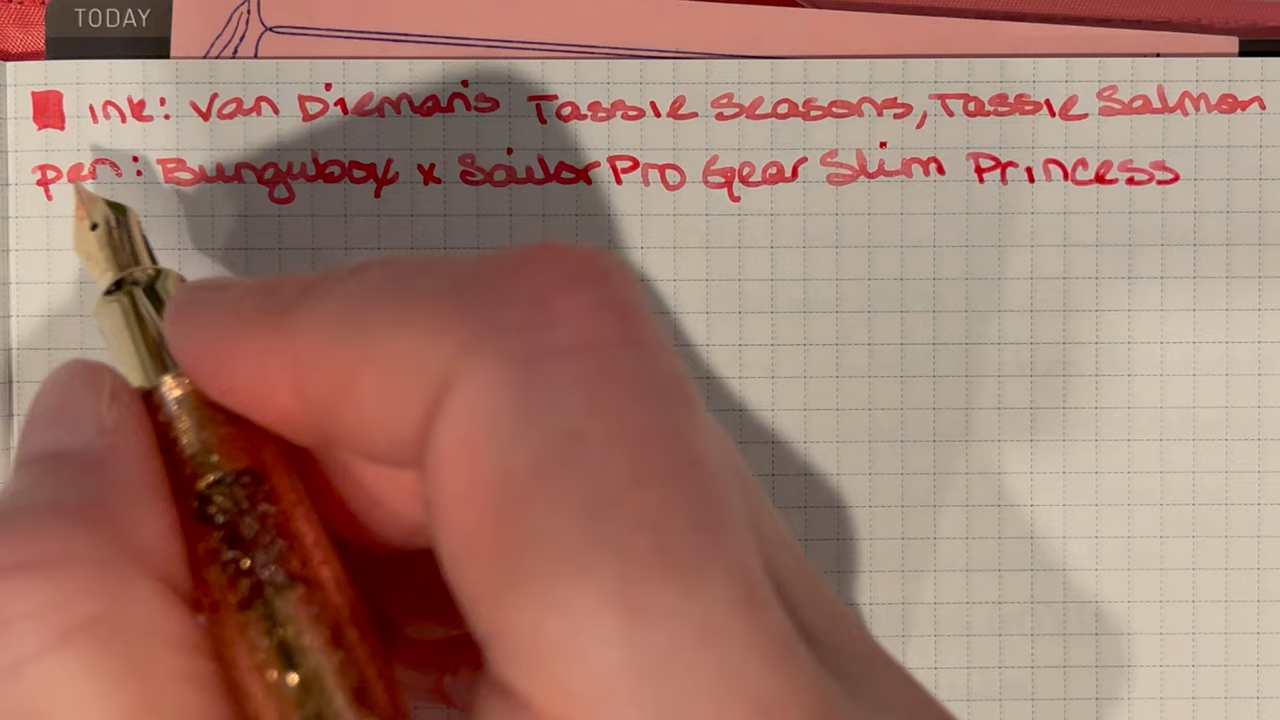 TODAY
ink: Van Dieman's Tassie Seasons, Tassie Salmon
pen: Bungubox x Sailor Pro Gear Slim Princess